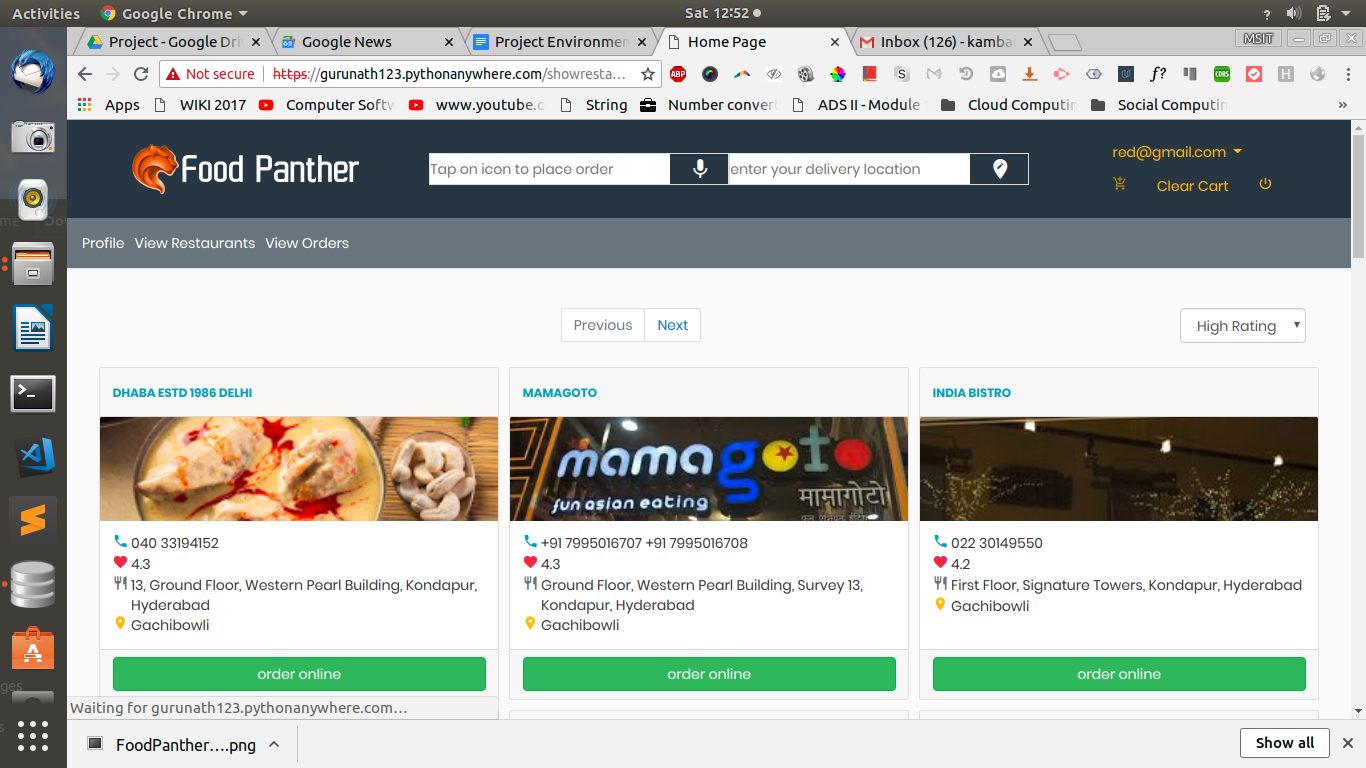 Activities Google Chrome Sat 12:52 ?
Project - Google Dri Google News Project Environmen Home Page Inbox (126) - kamba MSIT
Not secure https://gurunath123.pythonanywhere.com/showresta… ABP S f? CORS H
Apps WIKI 2017 Computer Softw www.youtube.c String Number conver ADS II - Module Cloud Computin Social Computin »
Food Panther
Tap on icon to place order enter your delivery location
red@gmail.com
Clear Cart
Profile View Restaurants View Orders
Previous Next High Rating
DHABA ESTD 1986 DELHI
040 33194152
4.3
13, Ground Floor, Western Pearl Building, Kondapur,
Hyderabad
Gachibowli
order online
MAMAGOTO
mamagoto
fun asian eating
मामागोटो
+91 7995016707 +91 7995016708
4.3
Ground Floor, Western Pearl Building, Survey 13,
Kondapur, Hyderabad
Gachibowli
order online
INDIA BISTRO
022 30149550
4.2
First Floor, Signature Towers, Kondapur, Hyderabad
Gachibowli
order online
Waiting for gurunath123.pythonanywhere.com…
FoodPanther….png Show all